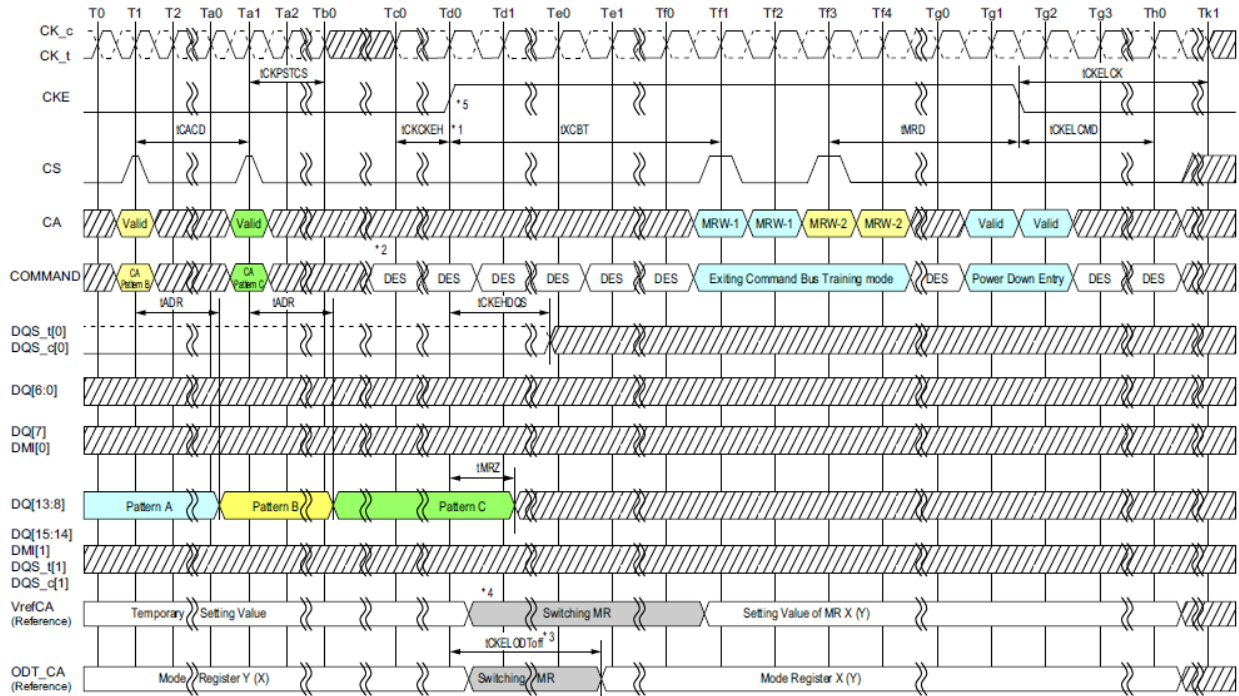 T0 T1 T2 Ta0 Ta1 Ta2 Tb0 Tc0 Td0 Td1 Te0 Te1 Tf0 Tf1 Tf2 Tf3 Tf4 Tg0 Tg1 Tg2 Tg3 Th0 Tk1
CK_c
CK_t
tCKPSTCS tCKELCK
CKE
*5
tCACD tCKCKEH *1 tXCBT tMRD tCKELCMD
CS
CA Valid Valid MRW-1 MRW-1 MRW-2 MRW-2 Valid Valid
*2
COMMAND CA Pattern B CA Pattern C DES DES DES DES DES DES Exiting Command Bus Training mode DES Power Down Entry DES DES
tADR tADR tCKEHDQS
DQS_t[0]
DQS_c[0]
DQ[6:0]
DQ[7]
DMI[0]
tMRZ
DQ[13:8] Pattern A Pattern B Pattern C
DQ[15:14]
DMI[1]
DQS_t[1]
DQS_c[1]
*4
VrefCA Temporary Setting Value Switching MR Setting Value of MR X (Y)
(Reference)
tCKELODToff *3
ODT_CA Mode Register Y (X) Switching MR Mode Register X (Y)
(Reference)